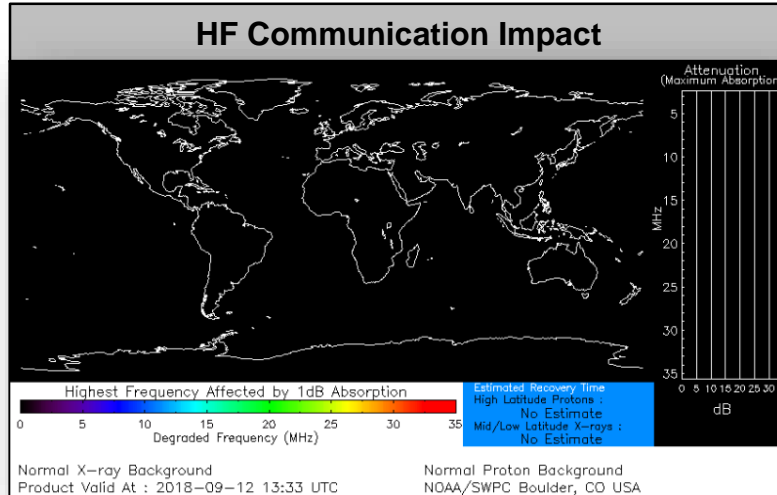 HF Communication Impact
Attenuation
(Maximum Absorption
5
10
15
20
25
30
35
MHz
0 5 10 15 20 25 30
dB
Highest Frequency Affected by 1dB Absorption
0 5 10 15 20 25 30 35
Degraded Frequency (MHz)
Estimated Recovery Time
High Latitude Protons :
No Estimate
Mid/Low Latitude X-rays :
No Estimate
Normal X-ray Background
Normal Proton Background
Product Valid At : 2018-09-12 13:33 UTC
NOAA/SWPC Boulder, CO USA